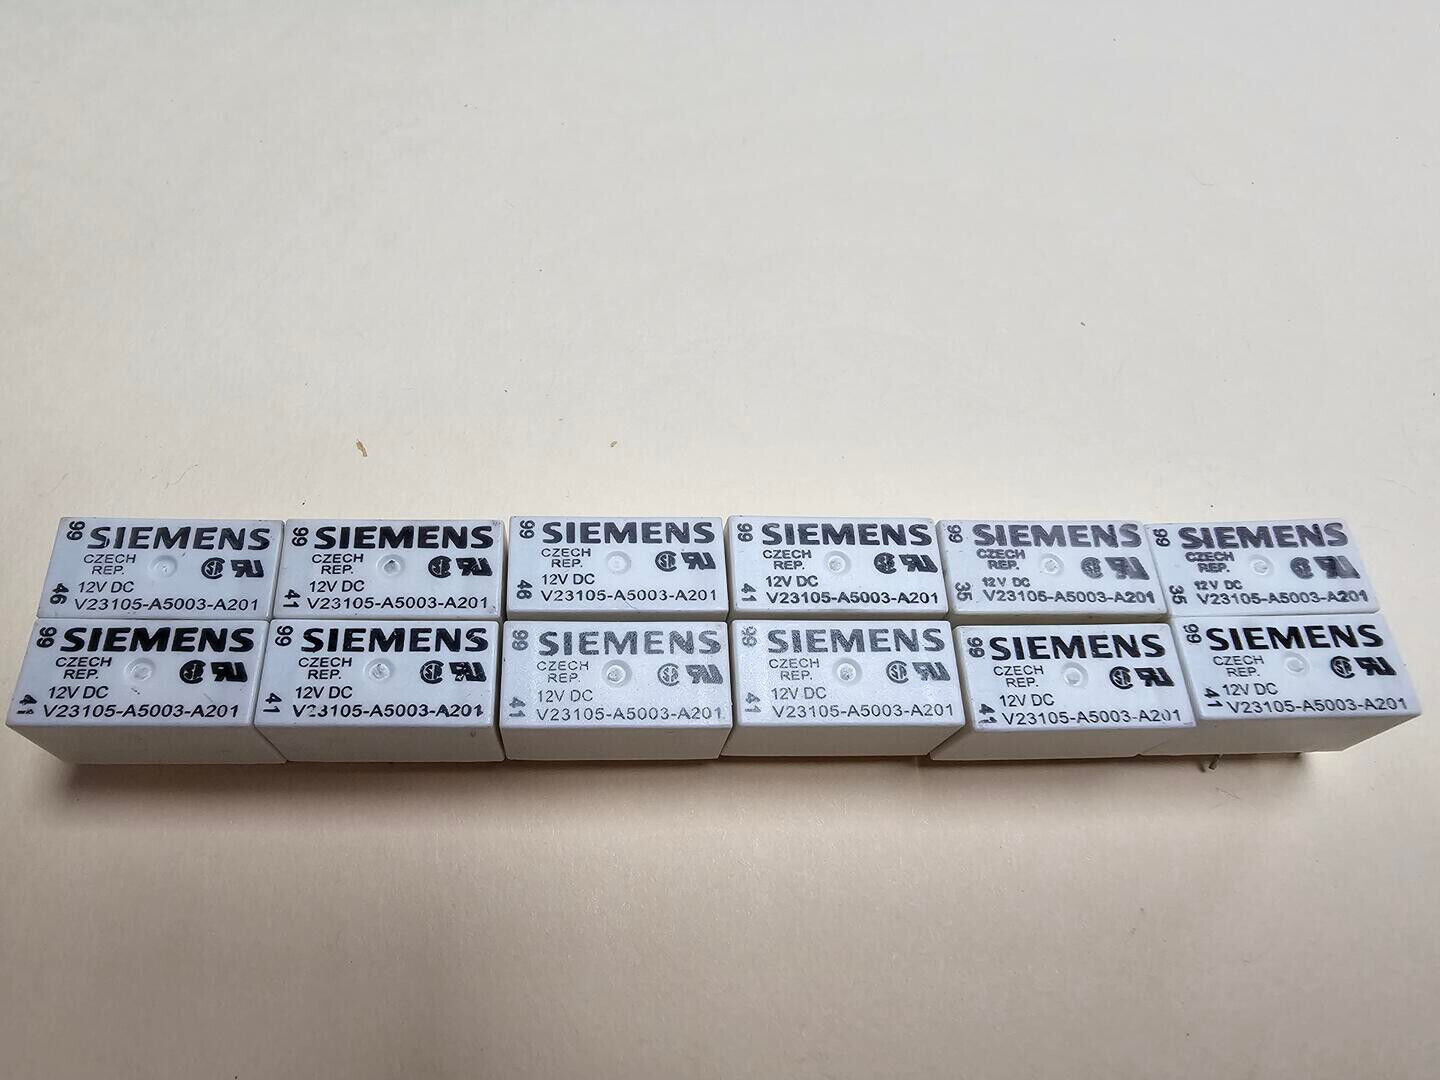 99 SIEMENS
CZECH
REP.
46 12V DC
V23105-A5003-A201
99 SIEMENS
CZECH
REP.
41 12V DC
V23105-A5003-A201
99 SIEMENS
CZECH
REP.
46 12V DC
V23105-A5003-A201
99 SIEMENS
CZECH
REP.
41 12V DC
V23105-A5003-A201
99 SIEMENS
CZECH
REP.
35 12V DC
V23105-A5003-A201
99 SIEMENS
CZECH
REP.
35 12V DC
V23105-A5003-A201
99 SIEMENS
CZECH
REP.
41 12V DC
V23105-A5003-A201
99 SIEMENS
CZECH
REP.
41 12V DC
V23105-A5003-A201
99 SIEMENS
CZECH
REP.
41 12V DC
V23105-A5003-A201
99 SIEMENS
CZECH
REP.
41 12V DC
V23105-A5003-A201
99 SIEMENS
CZECH
REP.
41 12V DC
V23105-A5003-A201
99 SIEMENS
CZECH
REP.
41 12V DC
V23105-A5003-A201